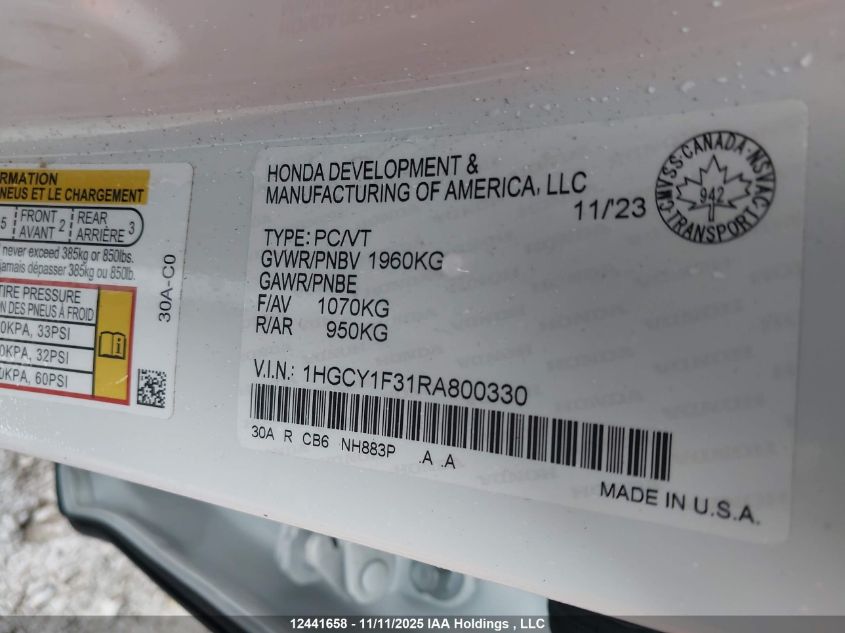 RMATION
NEUS ET LE CHARGEMENT
5 FRONT AVANT 2 REAR ARRIÈRE 3
never exceed 385kg or 850lbs.
jamais dépasser 385kg ou 850lb.
TIRE PRESSURE
ON DES PNEUS À FROID
0KPA, 33PSI
0KPA, 32PSI
0KPA, 60PSI
30A-C0
HONDA DEVELOPMENT &
MANUFACTURING OF AMERICA, LLC
11/'23
CMVSS·CANADA·NSVAC
942
TRANSPORT
TYPE: PC/VT
GVWR/PNBV 1960KG
GAWR/PNBE
F/AV 1070KG
R/AR 950KG
V.I.N.: 1HGCY1F31RA800330
30A R CB6 NH883P .A .A
MADE IN U.S.A.
12441658 - 11/11/2025 IAA Holdings , LLC